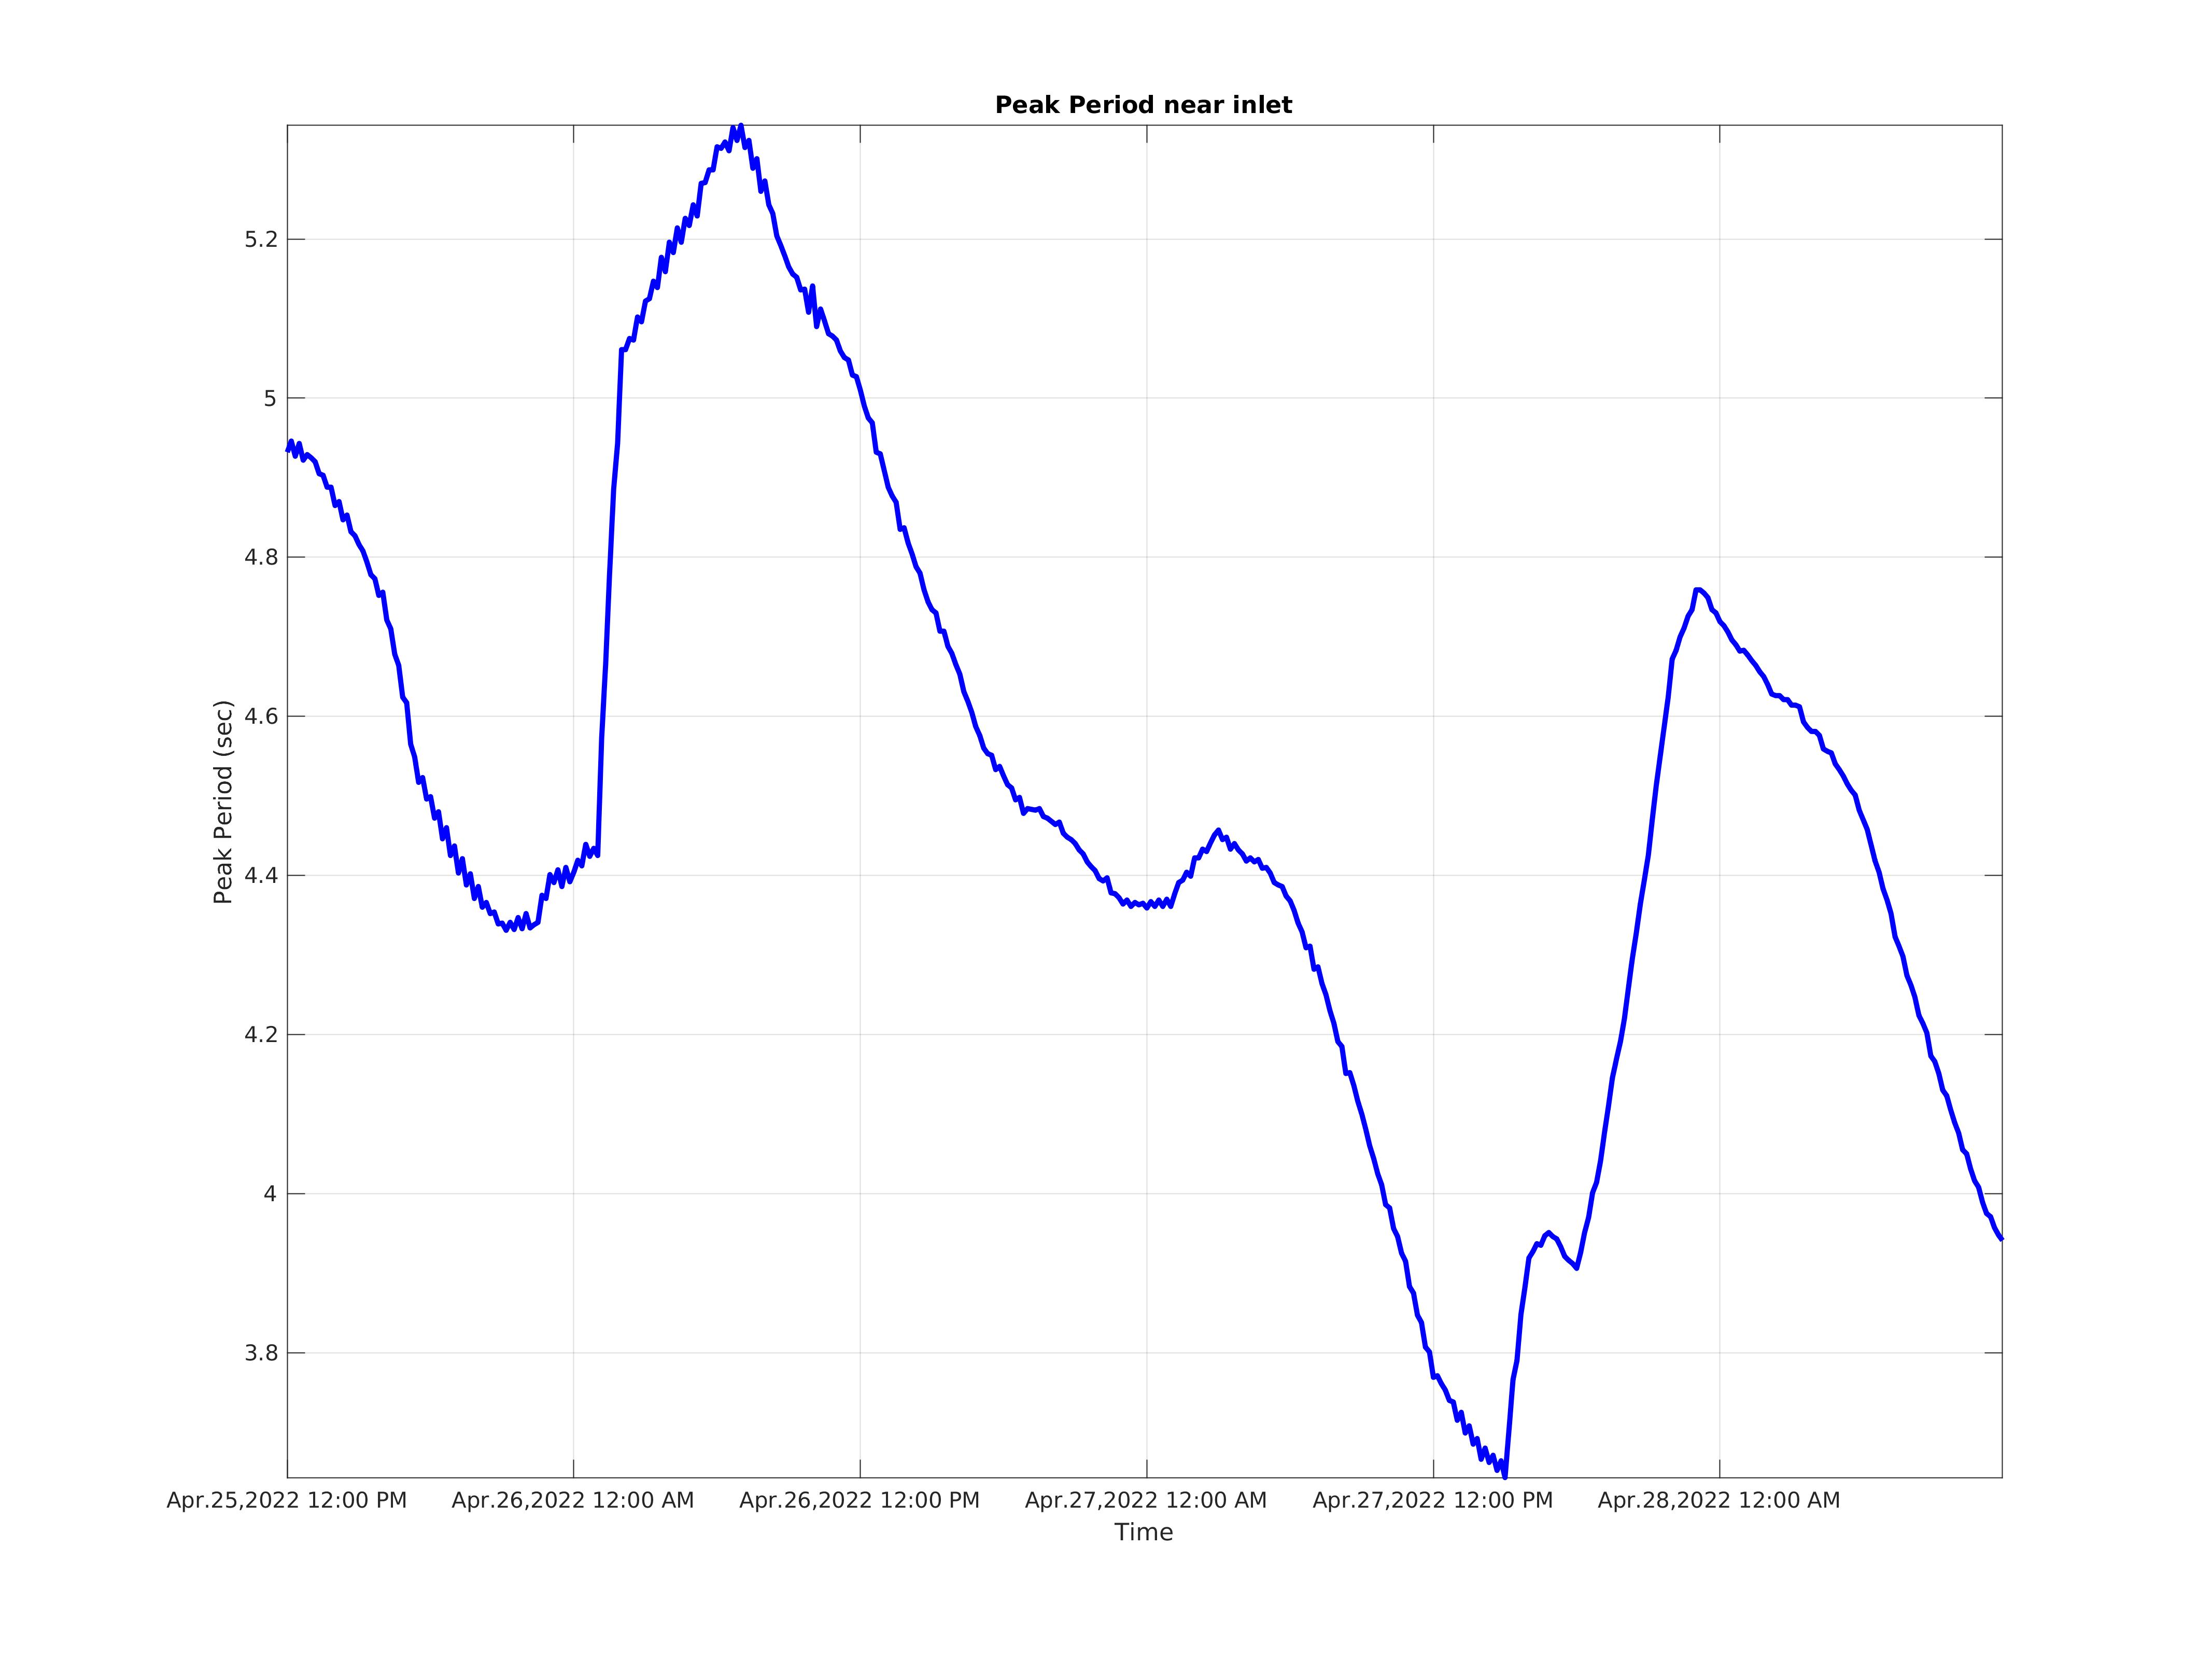 Peak Period near inlet
5.2
5
4.8
4.6
4.4
4.2
4
3.8
Peak Period (sec)
Apr.25,2022 12:00 PM
Apr.26,2022 12:00 AM
Apr.26,2022 12:00 PM
Apr.27,2022 12:00 AM
Apr.27,2022 12:00 PM
Apr.28,2022 12:00 AM
Time